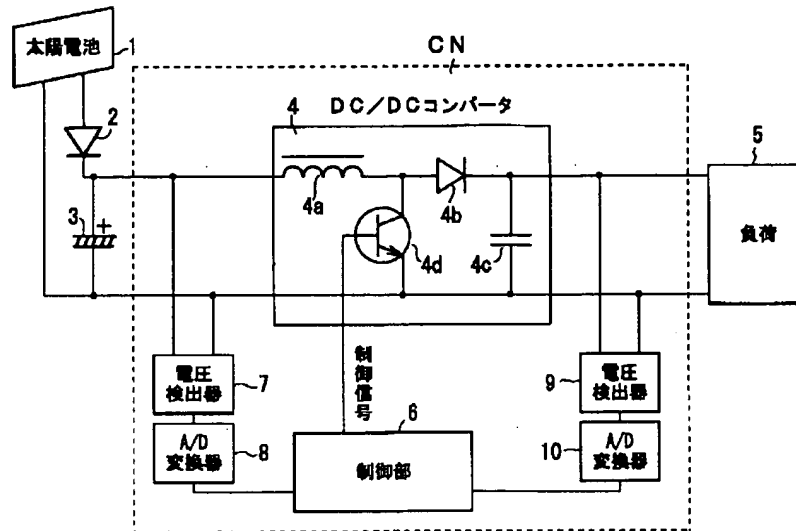 太陽電池
1
CN
2
4
DC/DCコンバータ
5
3
+
4a
4b
4d
4c
負荷
制御信号
電圧
検出器
7
9
電圧
検出器
6
A/D
変換器
8
制御部
10
A/D
変換器